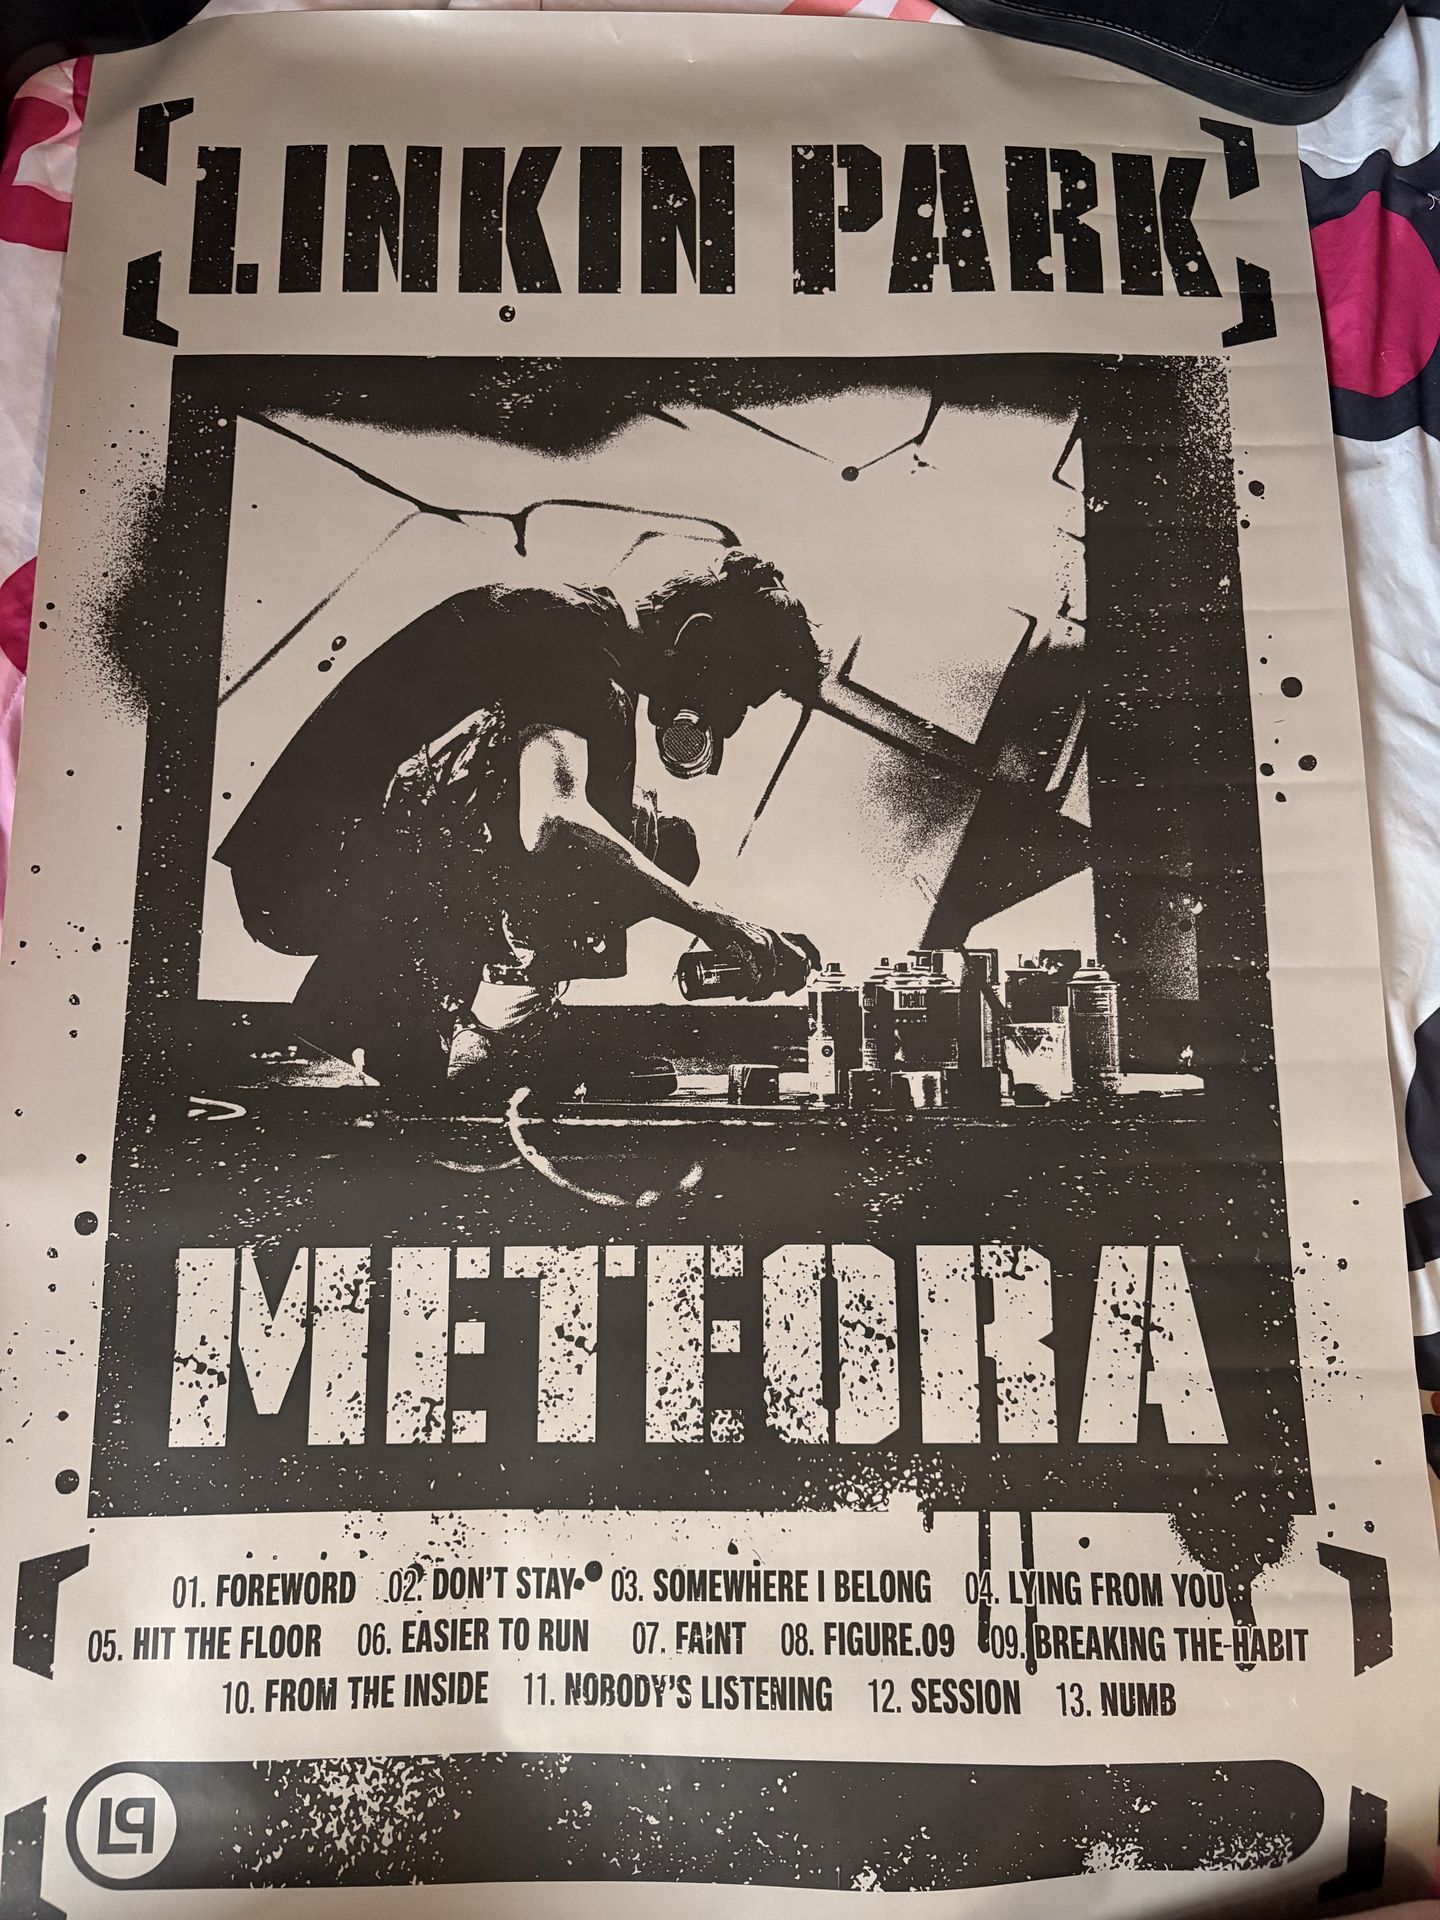 LINKIN PARK
METEORA
01. FOREWORD 02. DON'T STAY 03. SOMEWHERE I BELONG 04. LYING FROM YOU
05. HIT THE FLOOR 06. EASIER TO RUN 07. FAINT 08. FIGURE.09 09. BREAKING THE HABIT
10. FROM THE INSIDE 11. NOBODY'S LISTENING 12. SESSION 13. NUMB
LP